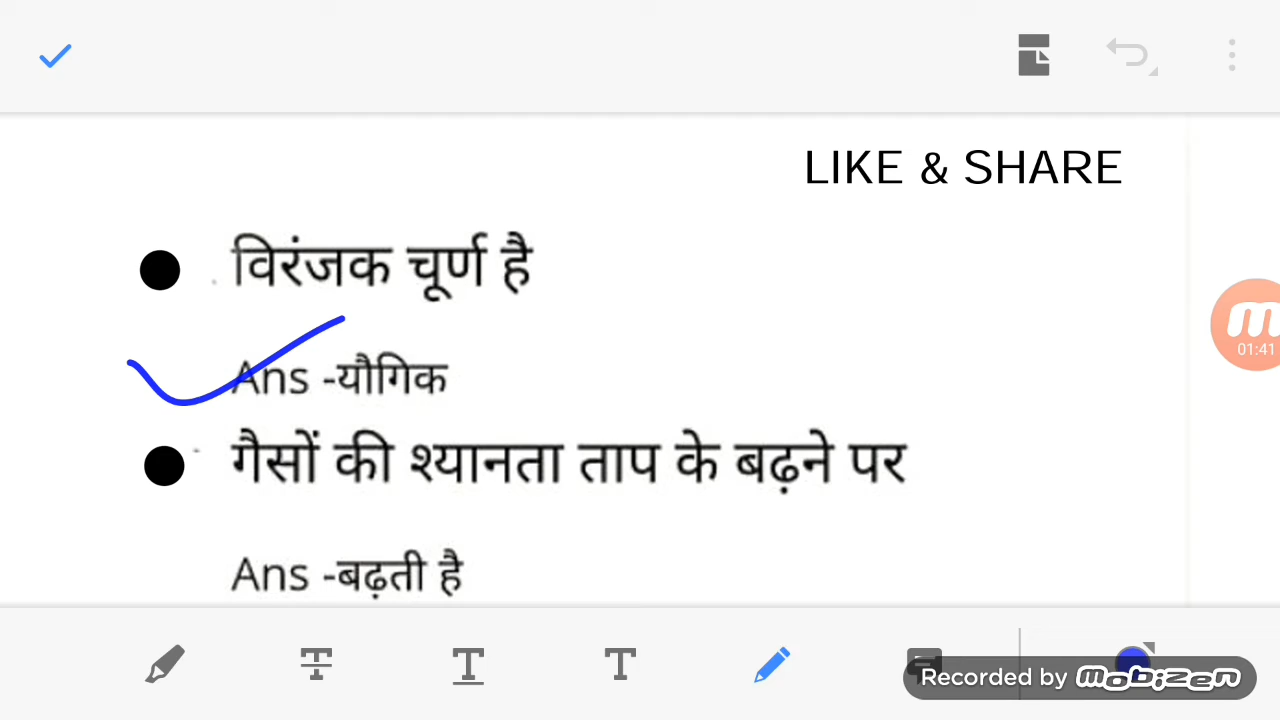 LIKE & SHARE
विरंजक चूर्ण है
Ans -यौगिक
गैसों की श्यानता ताप के बढ़ने पर
Ans -बढ़ती है
01:41
T T T
Recorded by mobizen